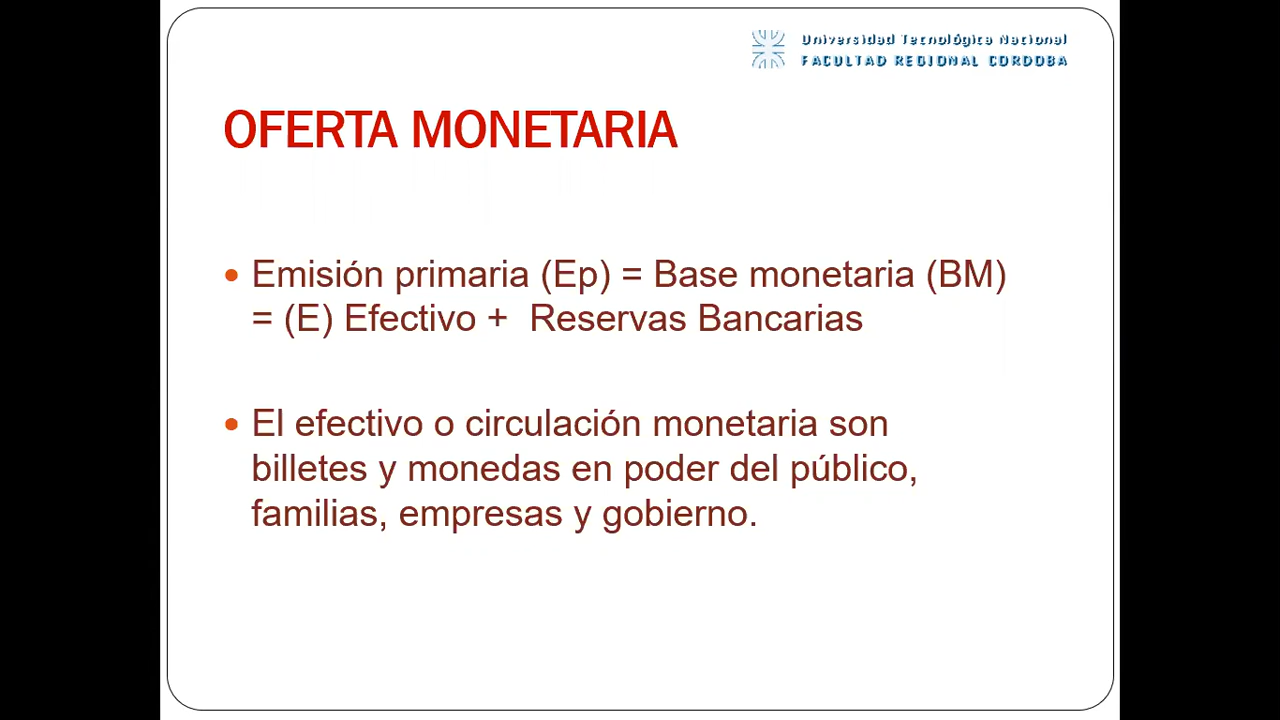 Universidad Tecnológica Nacional
FACULTAD REGIONAL CORDOBA
OFERTA MONETARIA
• Emisión primaria (Ep) = Base monetaria (BM)
= (E) Efectivo + Reservas Bancarias
• El efectivo o circulación monetaria son
billetes y monedas en poder del público,
familias, empresas y gobierno.